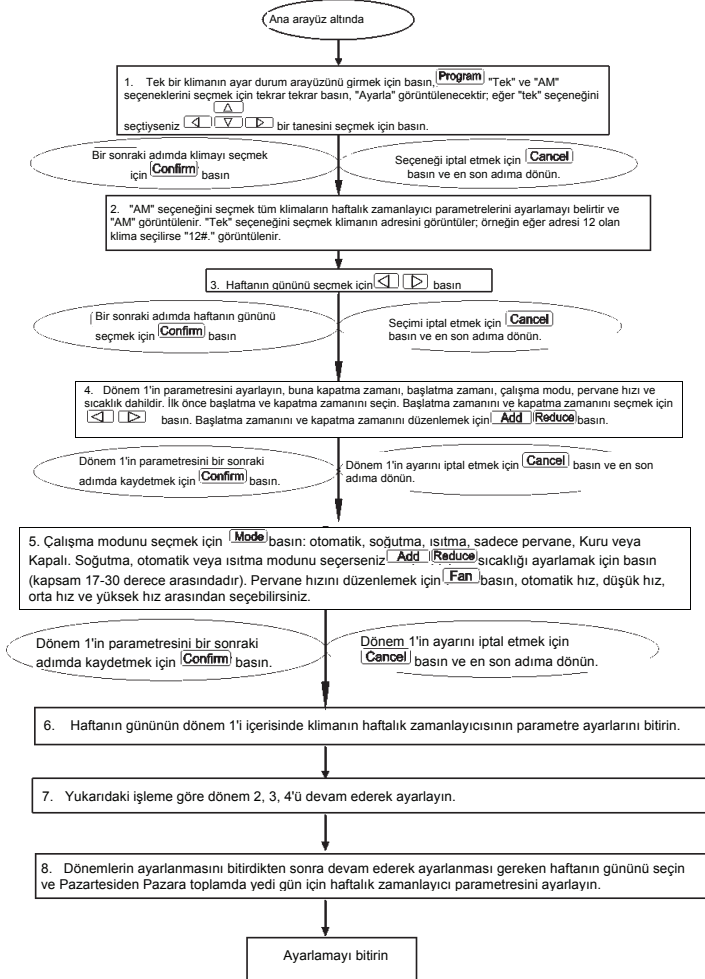 Ana arayüz altında
1. Tek bir klimanın ayar durum arayüzünü girmek için basın, Program "Tek" ve "AM"
seçeneklerini seçmek için tekrar tekrar basın, "Ayarla" görüntülenecektir; eğer "tek" seçeneğini
△
seçtiyseniz ◁ ▽ ▷ bir tanesini seçmek için basın.
Bir sonraki adımda klimayı seçmek
için Confirm basın
Seçeneği iptal etmek için Cancel
basın ve en son adıma dönün.
2. "AM" seçeneğini seçmek tüm klimaların haftalık zamanlayıcı parametrelerini ayarlamayı belirtir ve
"AM" görüntülenir. "Tek" seçeneğini seçmek klimanın adresini görüntüler; örneğin eğer adresi 12 olan
klima seçilirse "12#." görüntülenir.
3. Haftanın gününü seçmek için ◁ ▷ basın
Bir sonraki adımda haftanın gününü
seçmek için Confirm basın
Seçimi iptal etmek için Cancel
basın ve en son adıma dönün.
4. Dönem 1'in parametresini ayarlayın, buna kapatma zamanı, başlatma zamanı, çalışma modu, pervane hızı ve
sıcaklık dahildir. İlk önce başlatma ve kapatma zamanını seçin. Başlatma zamanını ve kapatma zamanını seçmek için
◁ ▷ basın. Başlatma zamanını ve kapatma zamanını düzenlemek için Add Reduce basın.
Dönem 1'in parametresini bir sonraki
adımda kaydetmek için Confirm basın.
Dönem 1'in ayarını iptal etmek için Cancel basın ve en son
adıma dönün.
5. Çalışma modunu seçmek için Mode basın: otomatik, soğutma, ısıtma, sadece pervane, Kuru veya
Kapalı. Soğutma, otomatik veya ısıtma modunu seçerseniz Add Reduce sıcaklığı ayarlamak için basın
(kapsam 17-30 derece arasındadır). Pervane hızını düzenlemek için Fan basın, otomatik hız, düşük hız,
orta hız ve yüksek hız arasından seçebilirsiniz.
Dönem 1'in parametresini bir sonraki
adımda kaydetmek için Confirm basın.
Dönem 1'in ayarını iptal etmek için
Cancel basın ve en son adıma dönün.
6. Haftanın gününün dönem 1'i içerisinde klimanın haftalık zamanlayıcısının parametre ayarlarını bitirin.
7. Yukarıdaki işleme göre dönem 2, 3, 4'ü devam ederek ayarlayın.
8. Dönemlerin ayarlanmasını bitirdikten sonra devam ederek ayarlanması gereken haftanın gününü seçin
ve Pazartesiden Pazara toplamda yedi gün için haftalık zamanlayıcı parametresini ayarlayın.
Ayarlamayı bitirin